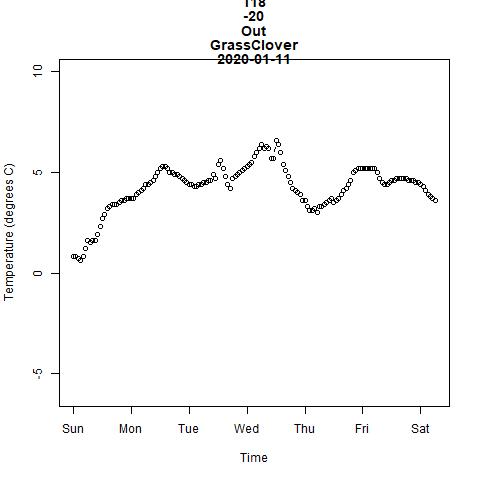 T18
-20
Out
GrassClover
2020-01-11
10
5
0
-5
Temperature (degrees C)
Sun Mon Tue Wed Thu Fri Sat
Time